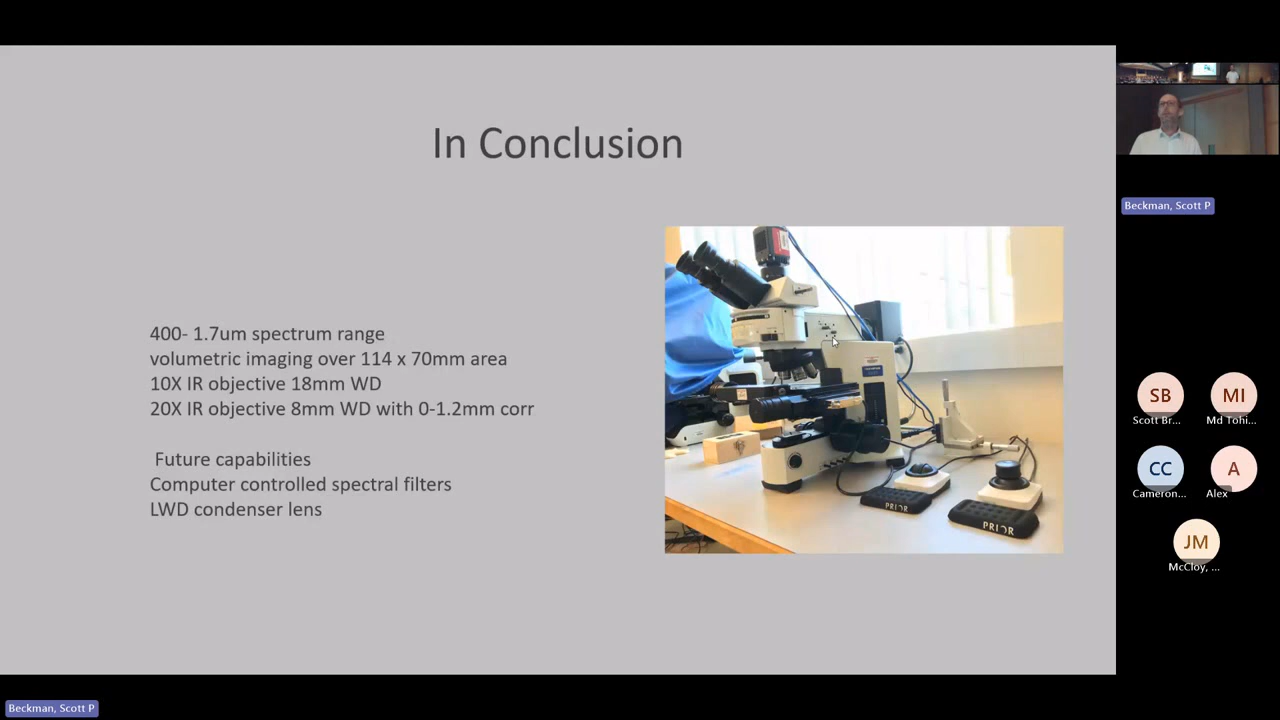 In Conclusion
400- 1.7um spectrum range
volumetric imaging over 114 x 70mm area
10X IR objective 18mm WD
20X IR objective 8mm WD with 0-1.2mm corr
Future capabilities
Computer controlled spectral filters
LWD condenser lens
PRIOR
PRIOR
Beckman, Scott P
SB
Scott Br...
MI
Md Tohi...
CC
Cameron...
A
Alex
JM
McCloy, ...
Beckman, Scott P